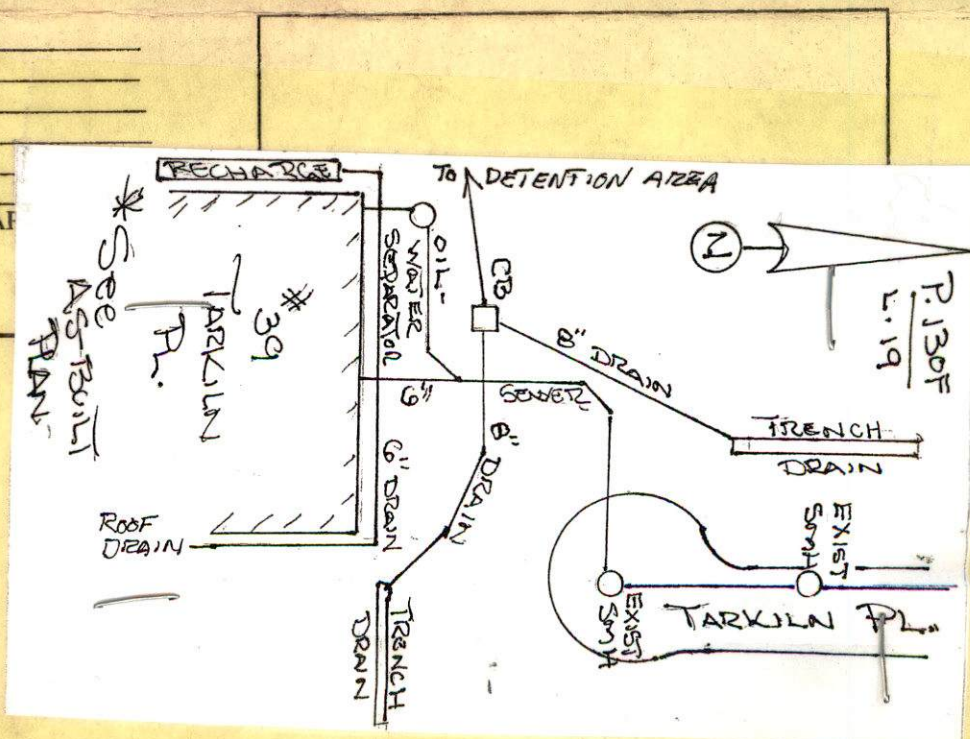 RECHARGE
TO DETENTION AREA
* See
AS-BUILT
PLAN
#39
TARKILN
PL.
OIL-
WATER
SEPARATOR
CB
8" DRAIN
N
P.130F
L.19
6"
SEWER
8" DRAIN
6" DRAIN
TRENCH
DRAIN
ROOF
DRAIN
EXIST
SMH
EXIST
SMH
TARKILN PL.
TRENCH
DRAIN